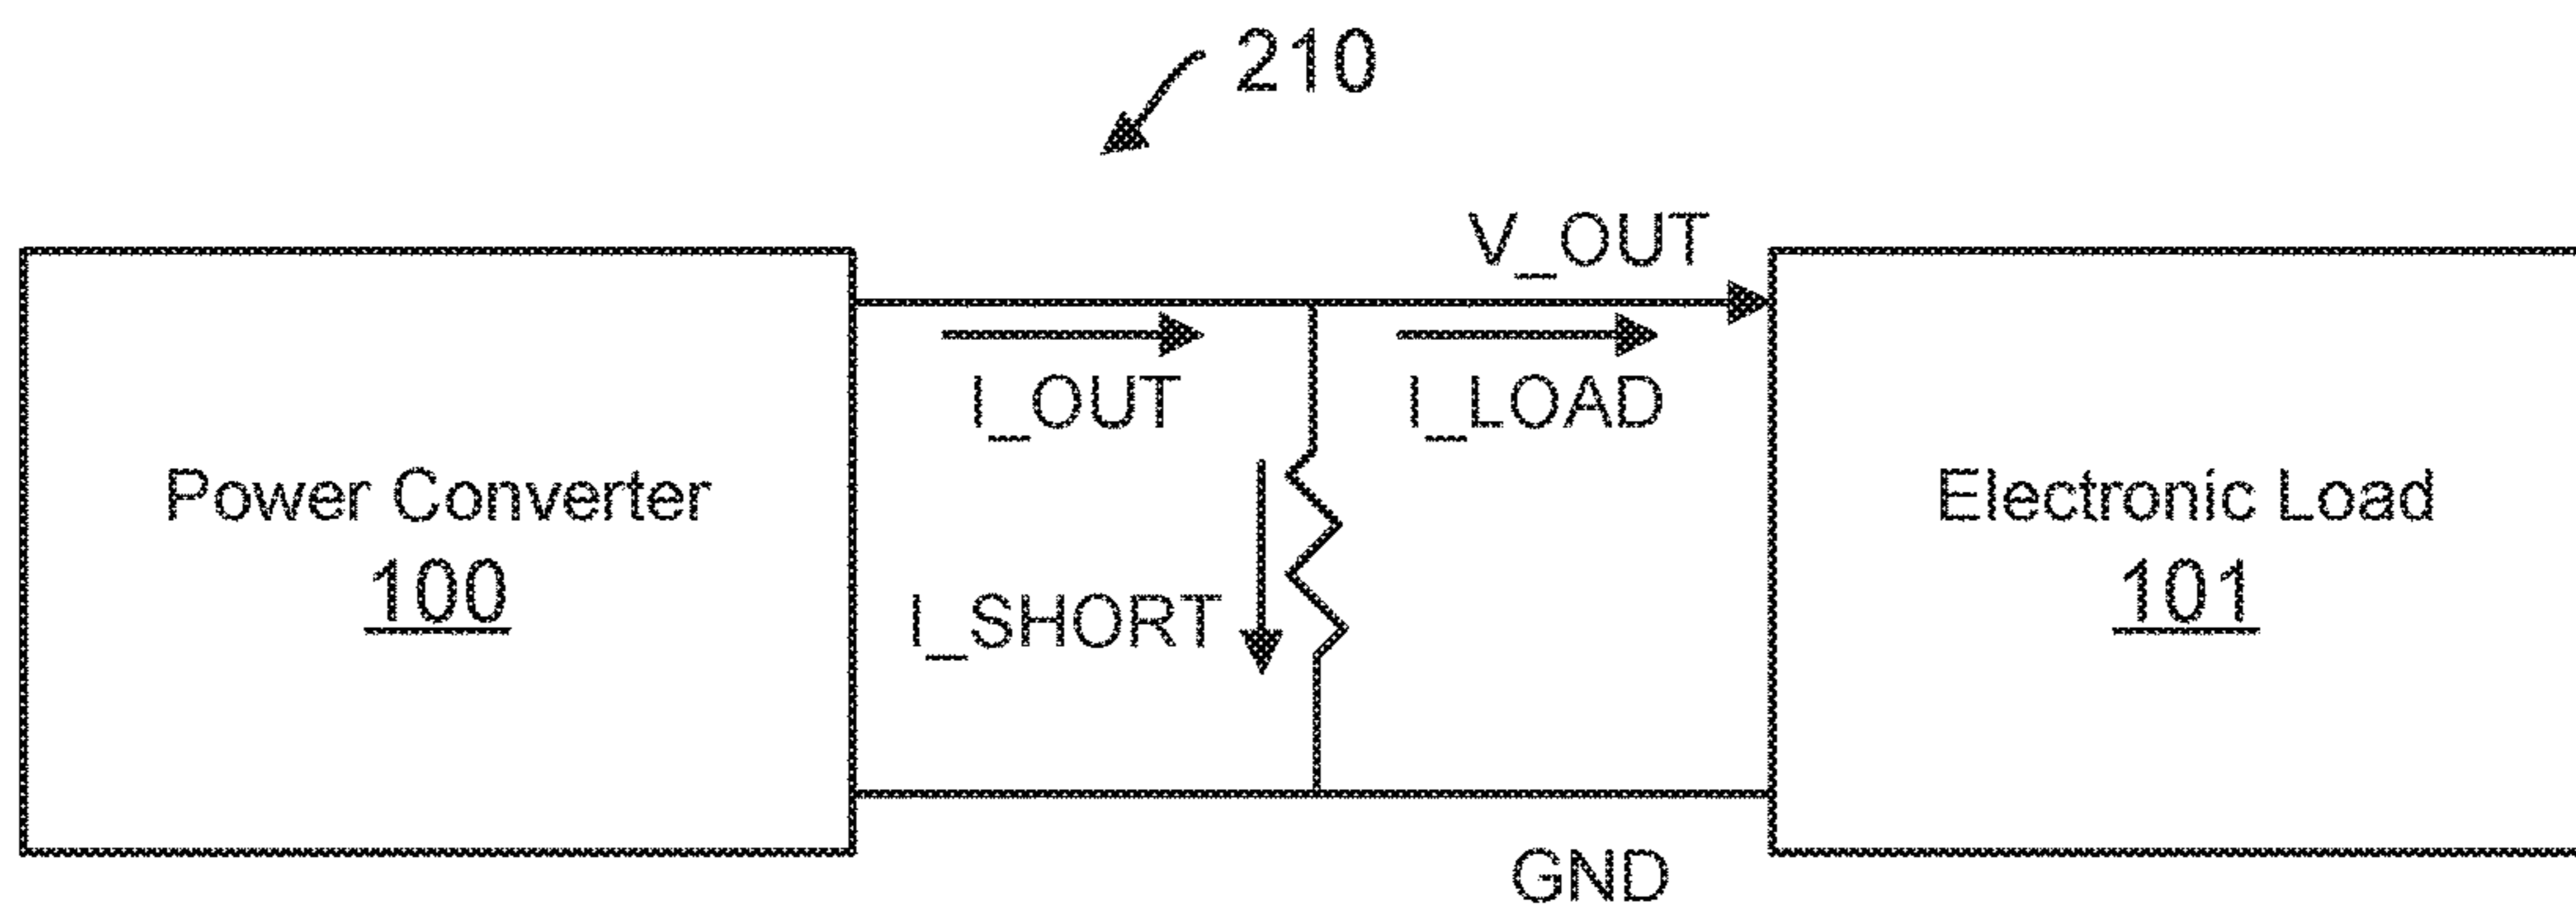 210
V_OUT
I_OUT
I_LOAD
Power Converter
100
Electronic Load
101
I_SHORT
GND